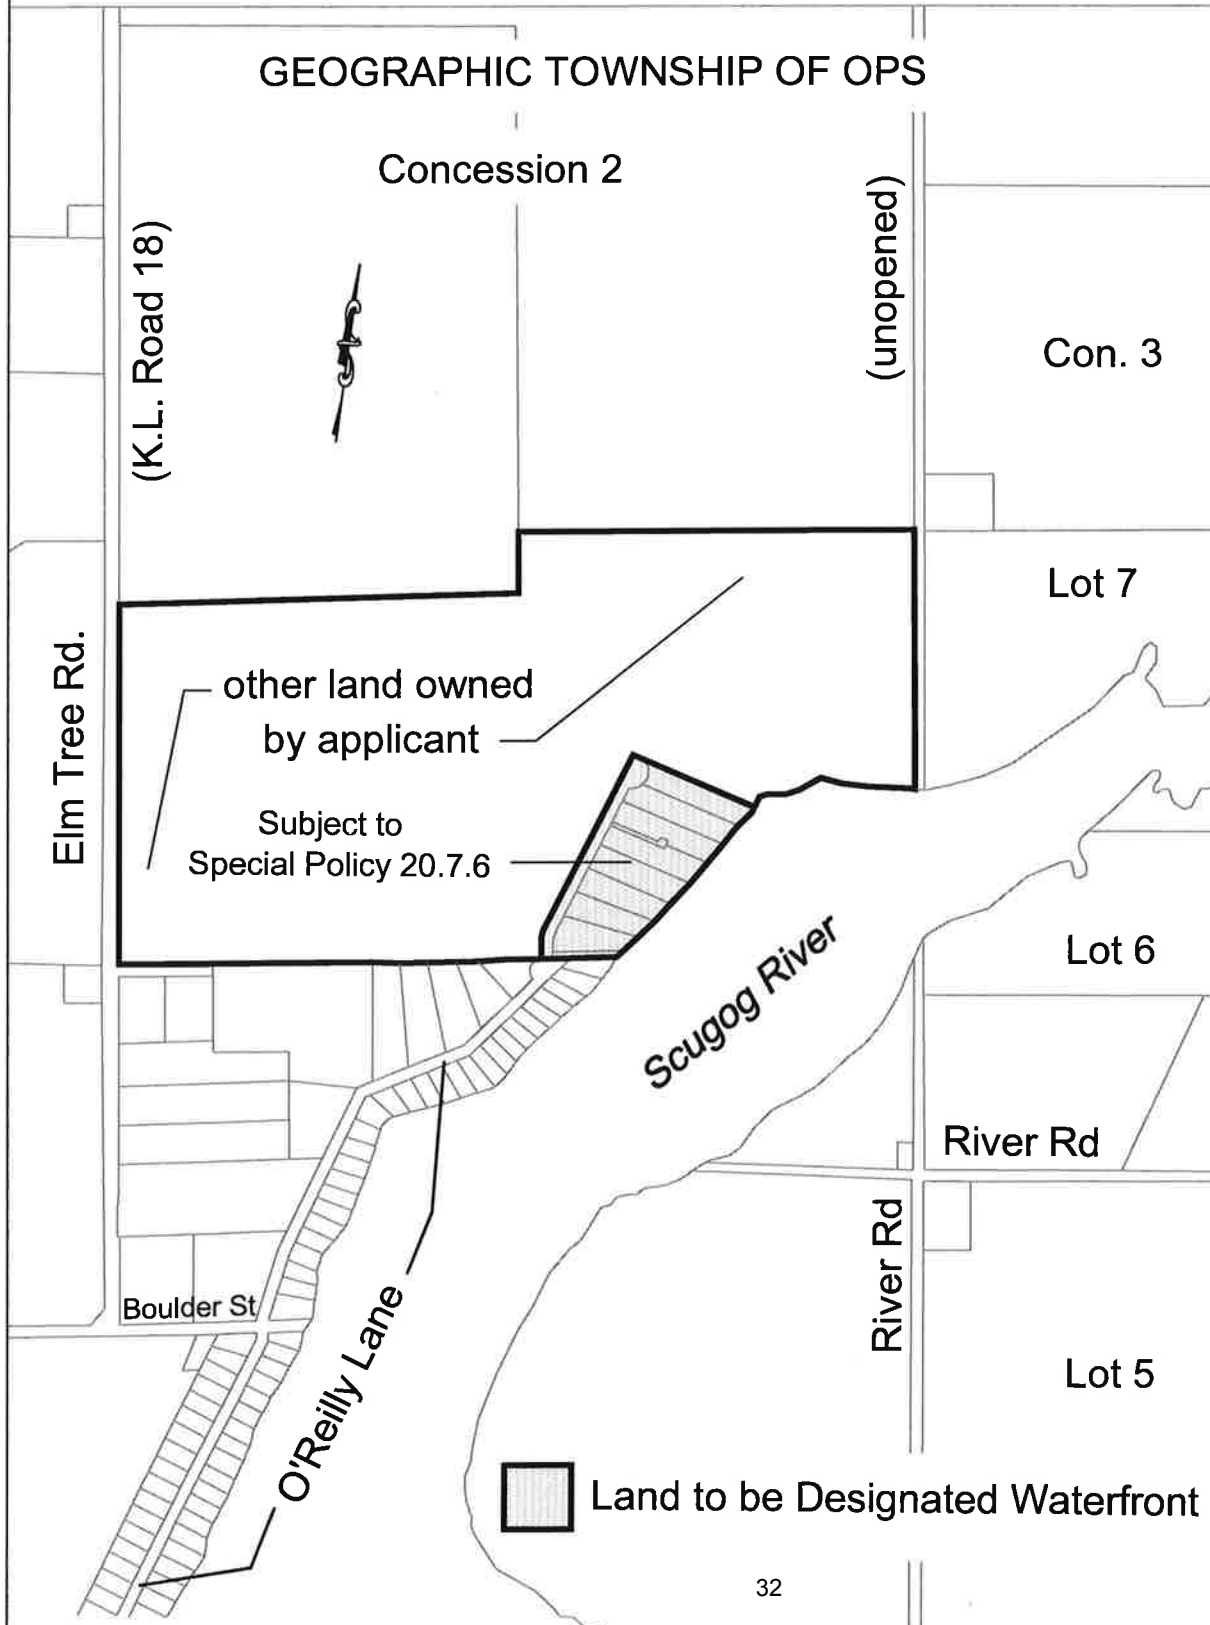 GEOGRAPHIC TOWNSHIP OF OPS
Concession 2
(K.L. Road 18)
(unopened)
Con. 3
Lot 7
Elm Tree Rd.
other land owned
by applicant
Subject to
Special Policy 20.7.6
Scugog River
Lot 6
River Rd
River Rd
Boulder St
O'Reilly Lane
Lot 5
Land to be Designated Waterfront
32